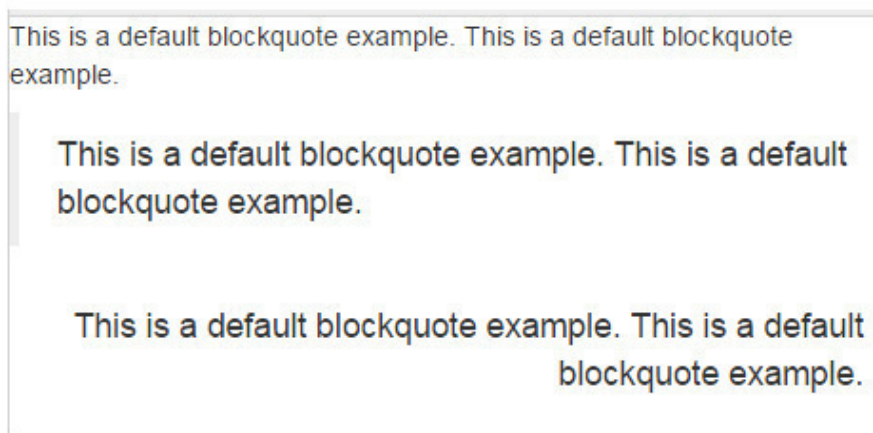 This is a default blockquote example. This is a default blockquote
example.
This is a default blockquote example. This is a default
blockquote example.
This is a default blockquote example. This is a default
blockquote example.